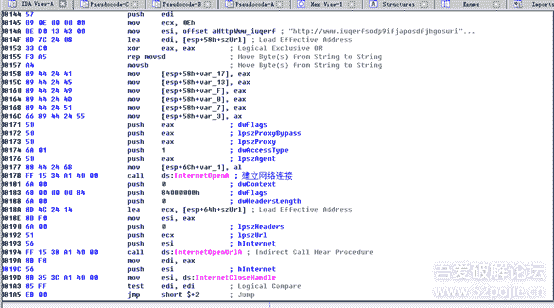 IDA View-A Pseudocode-C Pseudocode-B Pseudocode-A Hex View-1 Structures Enums Imports
push edi
mov ecx, 0Eh
mov esi, offset aHttpWww_iuqerf ; "http://www.iuqerfsodp9ifjaposdfjhgosuri"...
lea edi, [esp+58h+szUrl] ; Load Effective Address
xor eax, eax ; Logical Exclusive OR
rep movsd ; Move Byte(s) from String to String
movsb ; Move Byte(s) from String to String
mov [esp+58h+var_17], eax
mov [esp+58h+var_13], eax
mov [esp+58h+var_F], eax
mov [esp+58h+var_B], eax
mov [esp+58h+var_7], eax
mov [esp+58h+var_3], ax
push eax ; dwFlags
push eax ; lpszProxyBypass
push eax ; lpszProxy
push 1 ; dwAccessType
push eax ; lpszAgent
mov [esp+6Ch+var_1], al
call ds:InternetOpenA ; 建立网络连接
push 0 ; dwContext
push 84000000h ; dwFlags
push 0 ; dwHeadersLength
lea ecx, [esp+64h+szUrl] ; Load Effective Address
mov esi, eax
push 0 ; lpszHeaders
push ecx ; lpszUrl
push esi ; hInternet
call ds:InternetOpenUrlA ; Indirect Call Near Procedure
mov edi, eax
push esi ; hInternet
mov esi, ds:InternetCloseHandle
test edi, edi ; Logical Compare
jmp short $+2 ; Jump
吾爱破解论坛
www.52pojie.cn